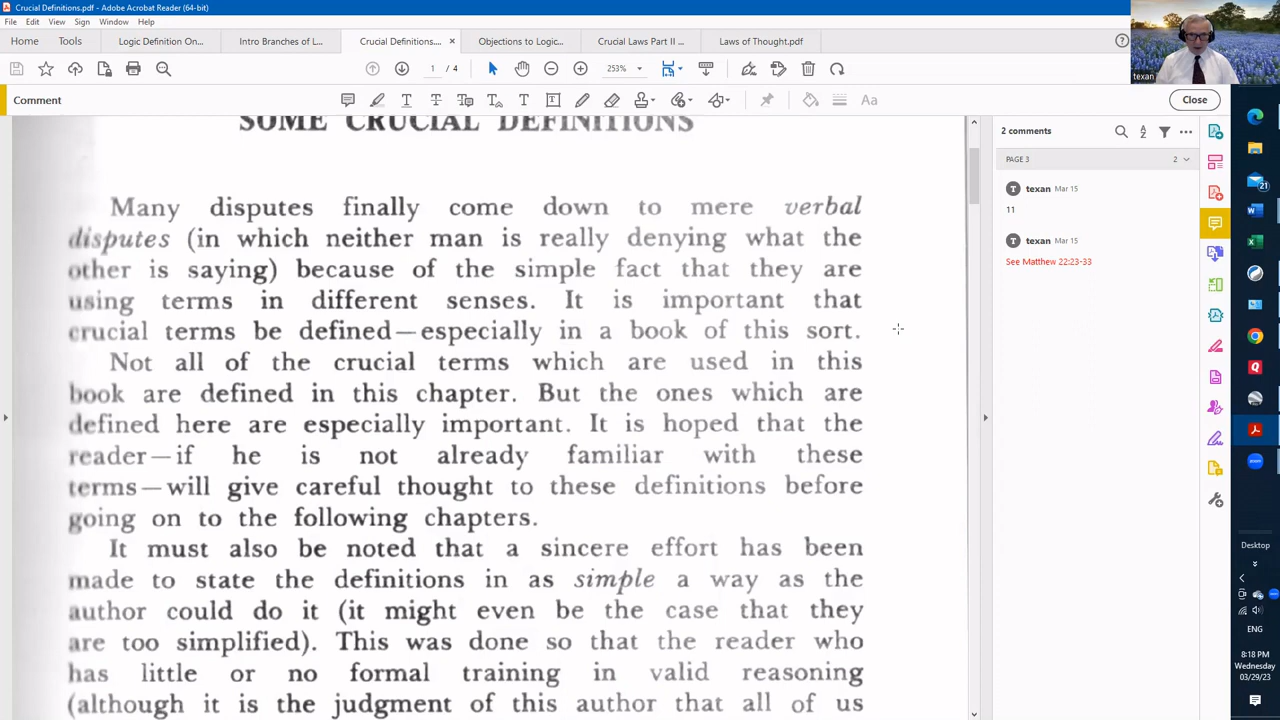 Crucial Definitions.pdf - Adobe Acrobat Reader (64-bit)
File Edit View Sign Window Help
Home Tools Logic Definition On... Intro Branches of L... Crucial Definitions.... × ns to Logic... Crucial Laws Part II ... Laws of Thought.pdf
1 / 4 253%
Comment Close
texan
SOME CRUCIAL DEFINITIONS
Many disputes finally come down to mere verbal
disputes (in which neither man is really denying what the
other is saying) because of the simple fact that they are
using terms in different senses. It is important that
crucial terms be defined—especially in a book of this sort.
Not all of the crucial terms which are used in this
book are defined in this chapter. But the ones which are
defined here are especially important. It is hoped that the
reader—if he is not already familiar with these
terms—will give careful thought to these definitions before
going on to the following chapters.
It must also be noted that a sincere effort has been
made to state the definitions in as simple a way as the
author could do it (it might even be the case that they
are too simplified). This was done so that the reader who
has little or no formal training in valid reasoning
(although it is the judgment of this author that all of us
2 comments
PAGE 3 2
T texan Mar 15
11
T texan Mar 15
See Matthew 22:23-33
21
Desktop
ENG
8:18 PM
Wednesday
03/29/23